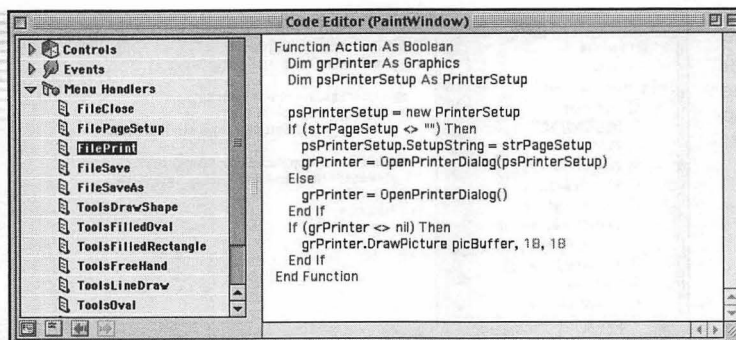 Code Editor (PaintWindow)
Controls
Events
Menu Handlers
FileClose
FilePageSetup
FilePrint
FileSave
FileSaveAs
ToolsDrawShape
ToolsFilledOval
ToolsFilledRectangle
ToolsFreeHand
ToolsLineDraw
ToolsOval
Function Action As Boolean
Dim grPrinter As Graphics
Dim psPrinterSetup As PrinterSetup
psPrinterSetup = new PrinterSetup
If (strPageSetup <> "") Then
psPrinterSetup.SetupString = strPageSetup
grPrinter = OpenPrinterDialog(psPrinterSetup)
Else
grPrinter = OpenPrinterDialog()
End If
If (grPrinter <> nil) Then
grPrinter.DrawPicture picBuffer, 10, 10
End If
End Function